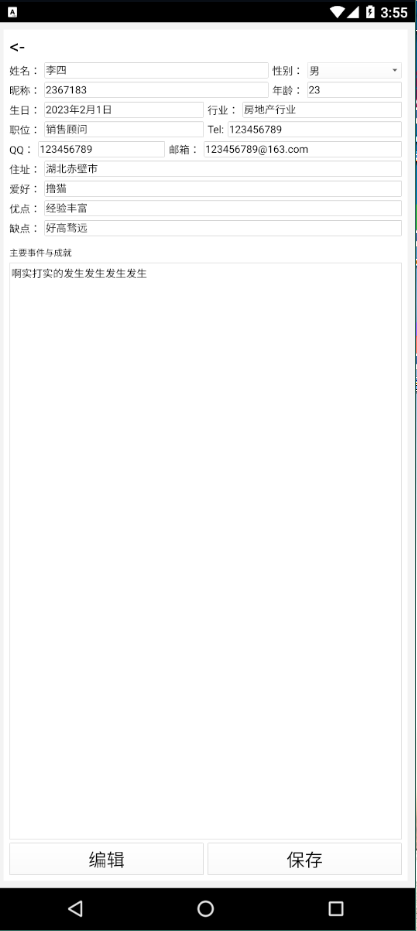 A 3:55
<-
姓名： 李四 性别： 男
昵称： 2367183 年龄： 23
生日： 2023年2月1日 行业： 房地产行业
职位： 销售顾问 Tel: 123456789
QQ： 123456789 邮箱： 123456789@163.com
住址： 湖北赤壁市
爱好： 撸猫
优点： 经验丰富
缺点： 好高骛远
主要事件与成就
啊实打实的发生发生发生发生
编辑 保存